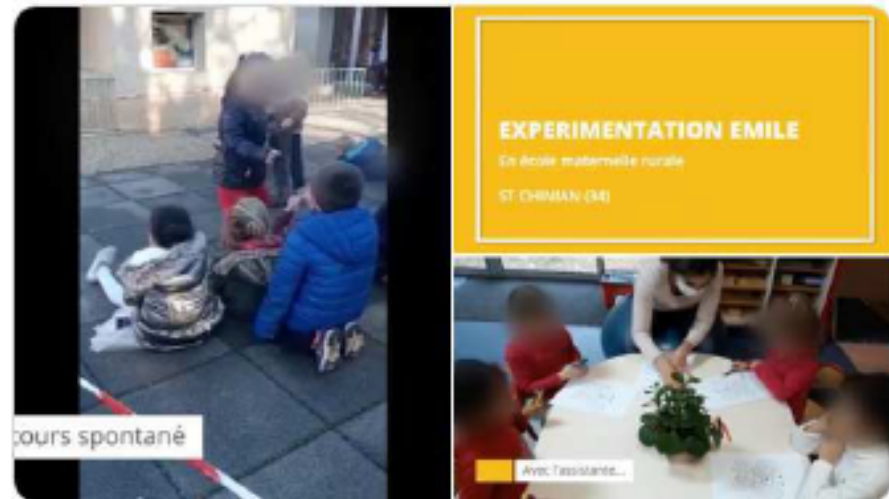 cours spontané
EXPERIMENTATION EMILE
En école maternelle rurale
ST CHINIAN (34)
Avec l'assistante...